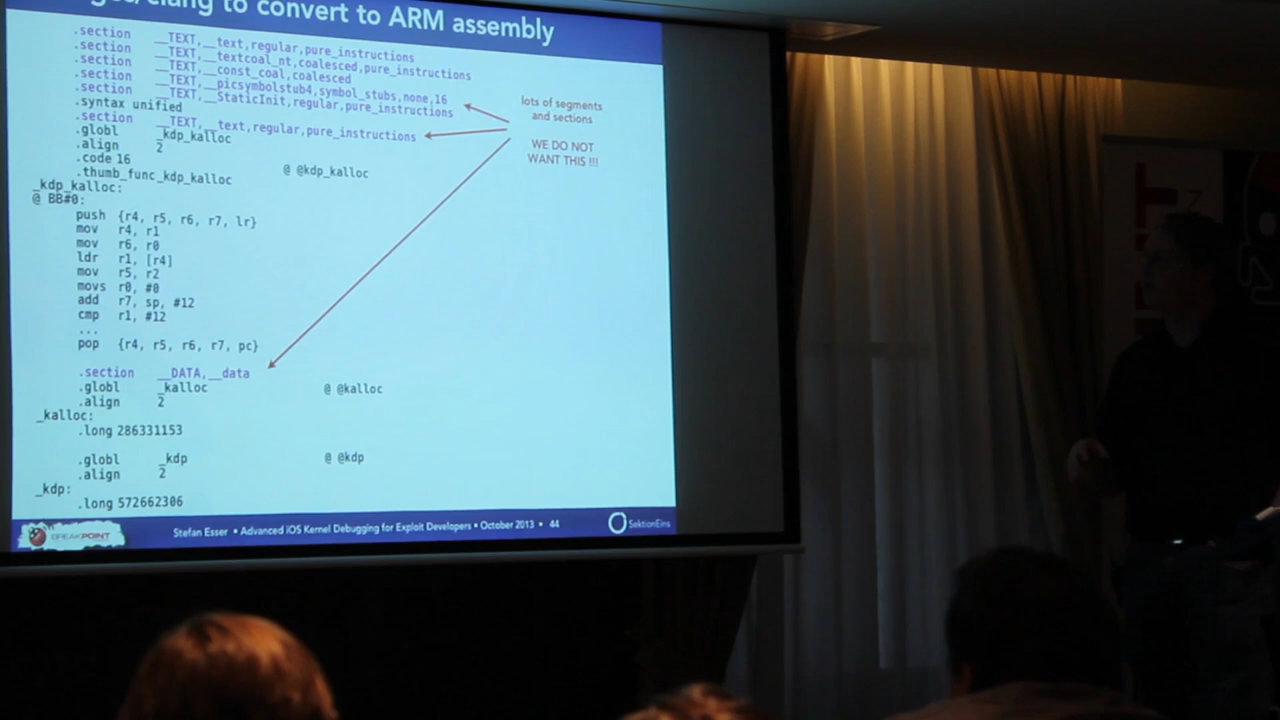 to convert to ARM assembly
.section __TEXT,__text,regular,pure_instructions
.section __TEXT,__textcoal_nt,coalesced,pure_instructions
.section __TEXT,__const_coal,coalesced
.section __TEXT,__picsymbolstub4,symbol_stubs,none,16
.section __TEXT,__StaticInit,regular,pure_instructions
.syntax unified
.section __TEXT,__text,regular,pure_instructions
.globl _kdp_kalloc
.align 2
.code 16 @ @kdp_kalloc
.thumb_func _kdp_kalloc
_kdp_kalloc:
@ BB#0:
push {r4, r5, r6, r7, lr}
mov r4, r1
mov r6, r0
ldr r1, [r4]
mov r5, r2
movs r0, #0
add r7, sp, #12
cmp r1, #12
...
pop {r4, r5, r6, r7, pc}
.section __DATA,__data
.globl _kalloc @ @kalloc
.align 2
_kalloc:
.long 286331153
.globl _kdp @ @kdp
.align 2
_kdp:
.long 572662306
lots of segments
and sections
WE DO NOT
WANT THIS !!!
BREAKPOINT
Stefan Esser • Advanced iOS Kernel Debugging for Exploit Developers • October 2013 • 44
SektionEins